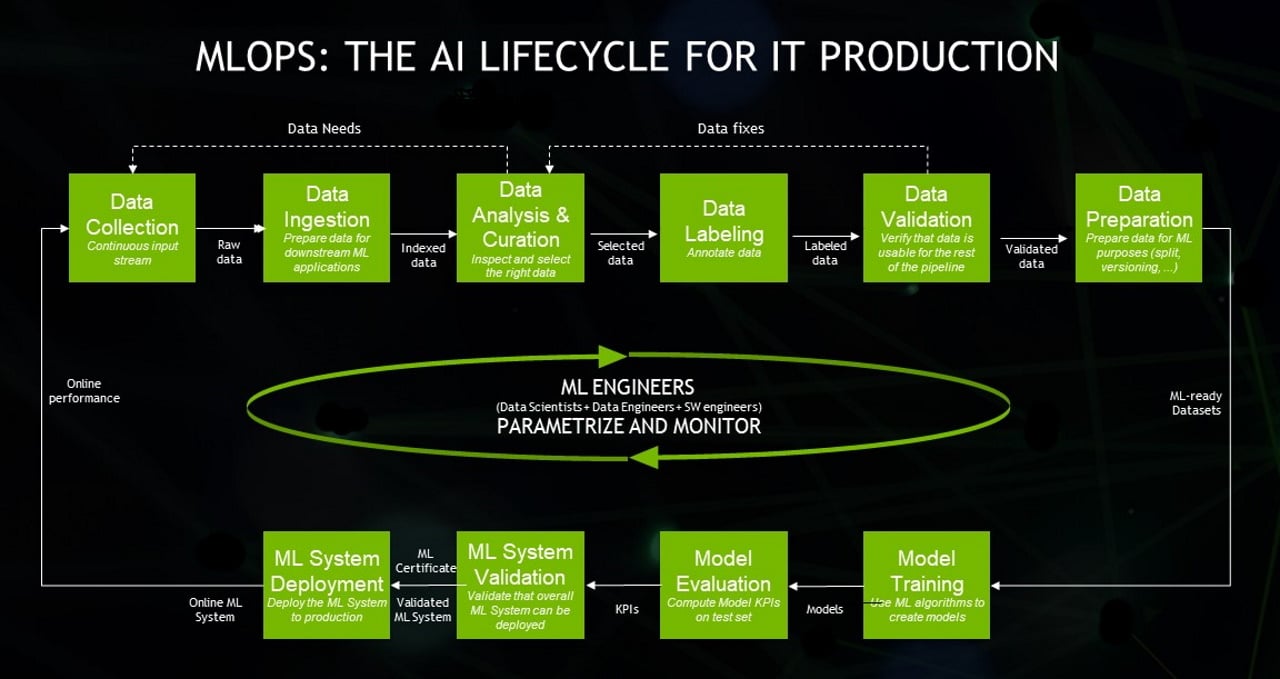 MLOPS: THE AI LIFECYCLE FOR IT PRODUCTION
Data Needs
Data fixes
Data
Collection
Continuous input
stream
Raw
data
Data
Ingestion
Prepare data for
downstream ML
applications
Indexed
data
Data
Analysis &
Curation
Inspect and select
the right data
Selected
data
Data
Labeling
Annotate data
Labeled
data
Data
Validation
Verify that data is
usable for the rest
of the pipeline
Validated
data
Data
Preparation
Prepare data for ML
purposes (split,
versioning, ...)
Online
performance
ML ENGINEERS
(Data Scientists + Data Engineers + SW engineers)
PARAMETRIZE AND MONITOR
ML-ready
Datasets
Online ML
System
ML System
Deployment
Deploy the ML System
to production
ML
Certificate
Validated
ML System
ML System
Validation
Validate that overall
ML System can be
deployed
KPIs
Model
Evaluation
Compute Model KPIs
on test set
Models
Model
Training
Use ML algorithms to
create models